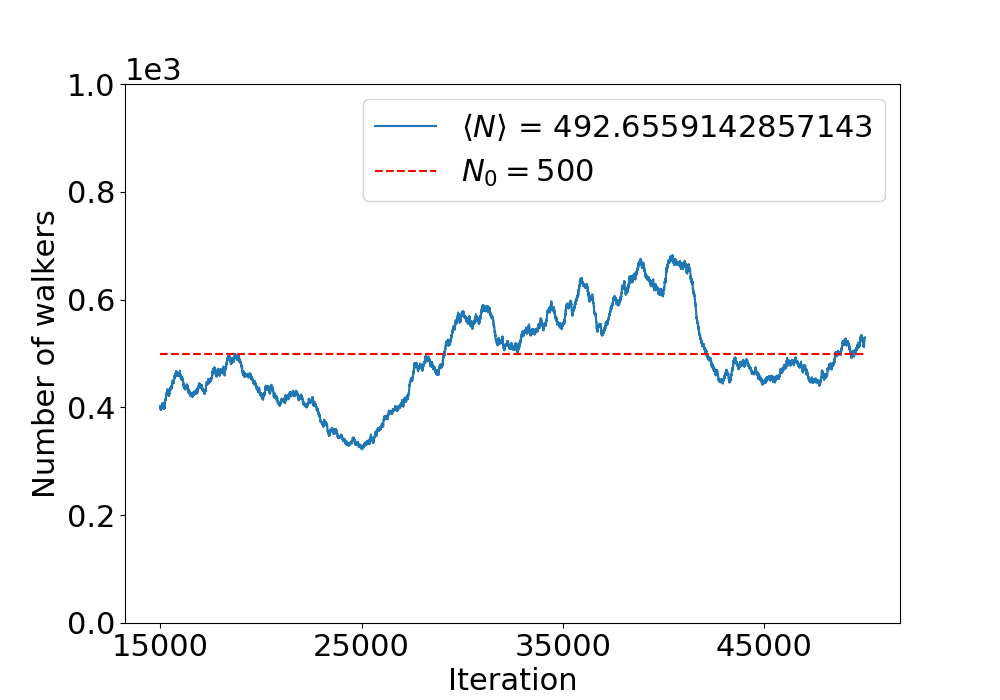 1e3
1.0
0.8
0.6
0.4
0.2
0.0
Number of walkers
⟨N⟩ = 492.6559142857143
N₀ = 500
15000 25000 35000 45000
Iteration